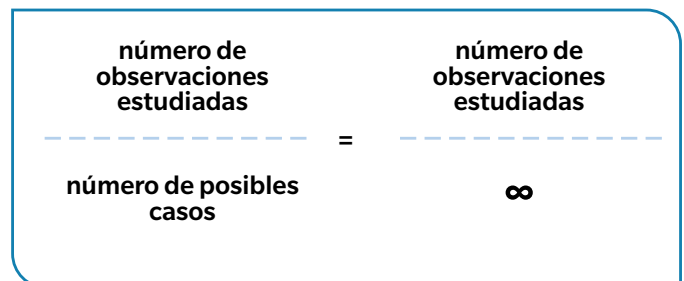 número de
observaciones
estudiadas
número de posibles
casos
=
número de
observaciones
estudiadas
∞